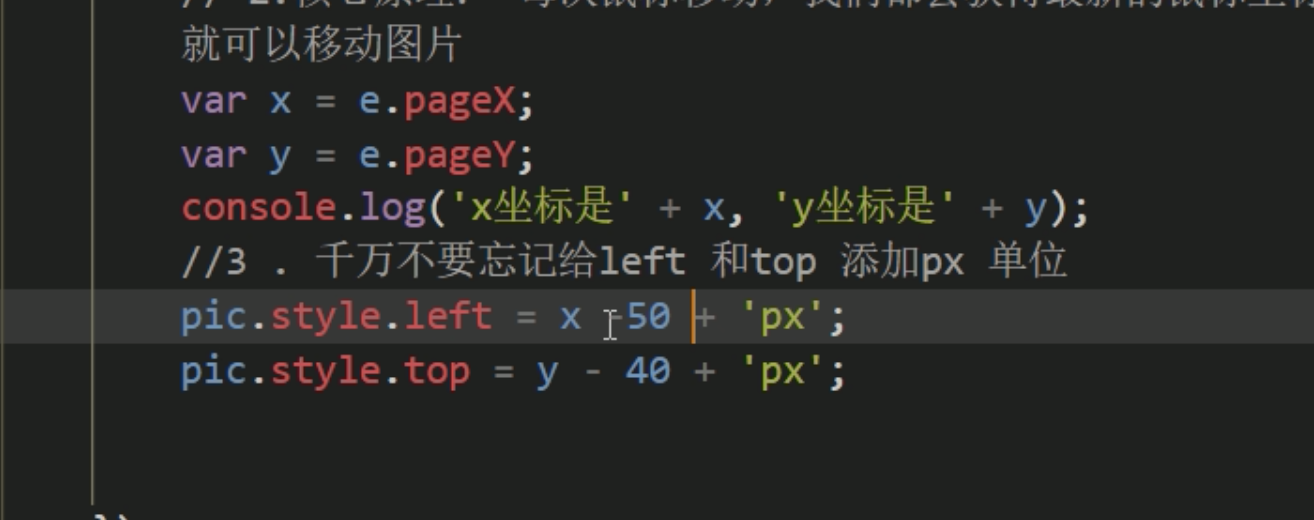 就可以移动图片
var x = e.pageX;
var y = e.pageY;
console.log('x坐标是' + x, 'y坐标是' + y);
//3 . 千万不要忘记给left 和top 添加px 单位
pic.style.left = x -50 + 'px';
pic.style.top = y - 40 + 'px';